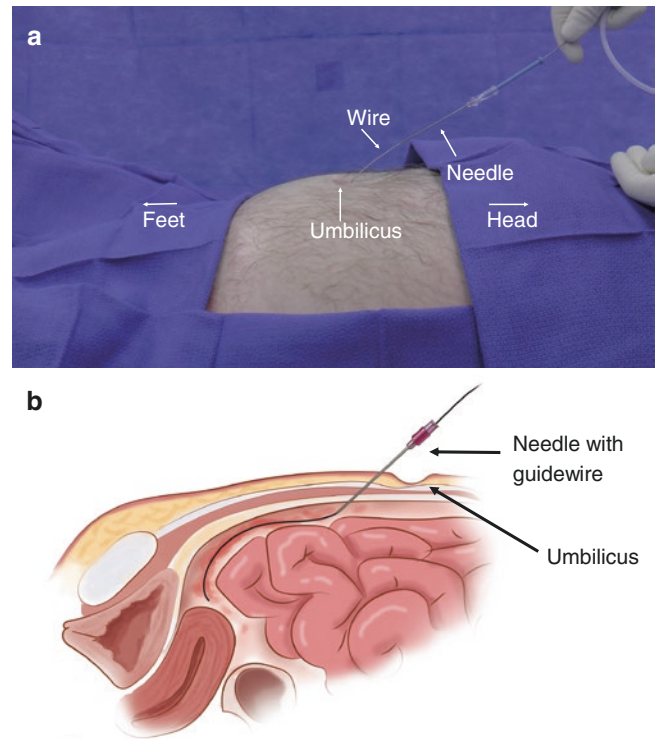 a
Wire
Needle
Feet
Umbilicus
Head
b
Needle with
guidewire
Umbilicus